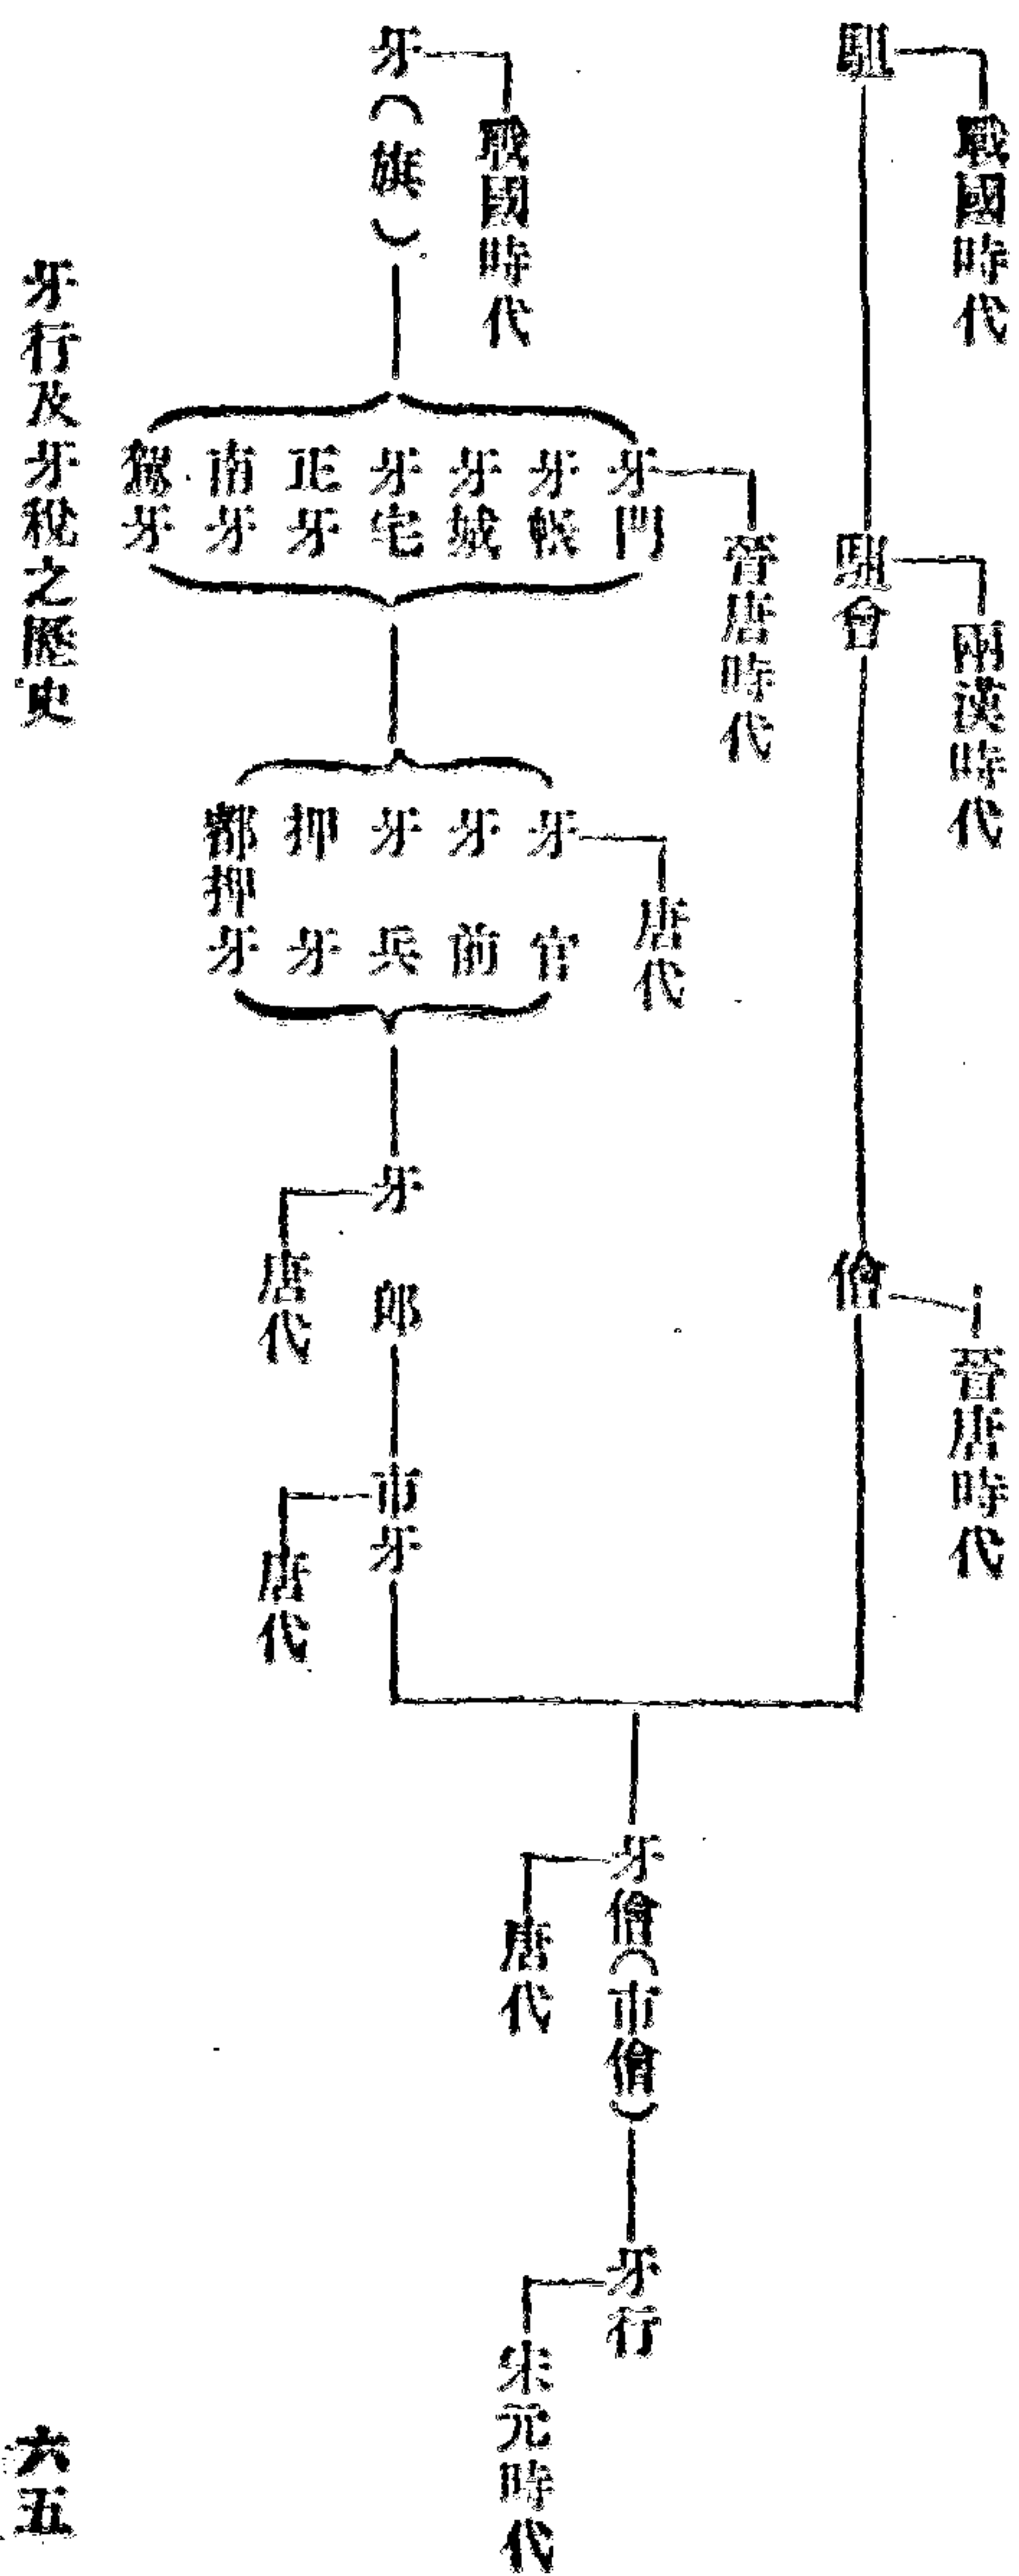 戰國時代
兩漢時代
晉唐時代
駔
駔會
儈
晉唐時代
唐代
牙儈(市儈)
牙行
牙門
牙帳
牙城
牙宅
正牙
南牙
牙官
牙前
牙兵
押牙
都押牙
戰國時代
唐代
宋元時代
牙(旗)
牙郎
市牙
唐代
唐代
牙行及牙稅之歷史
六五